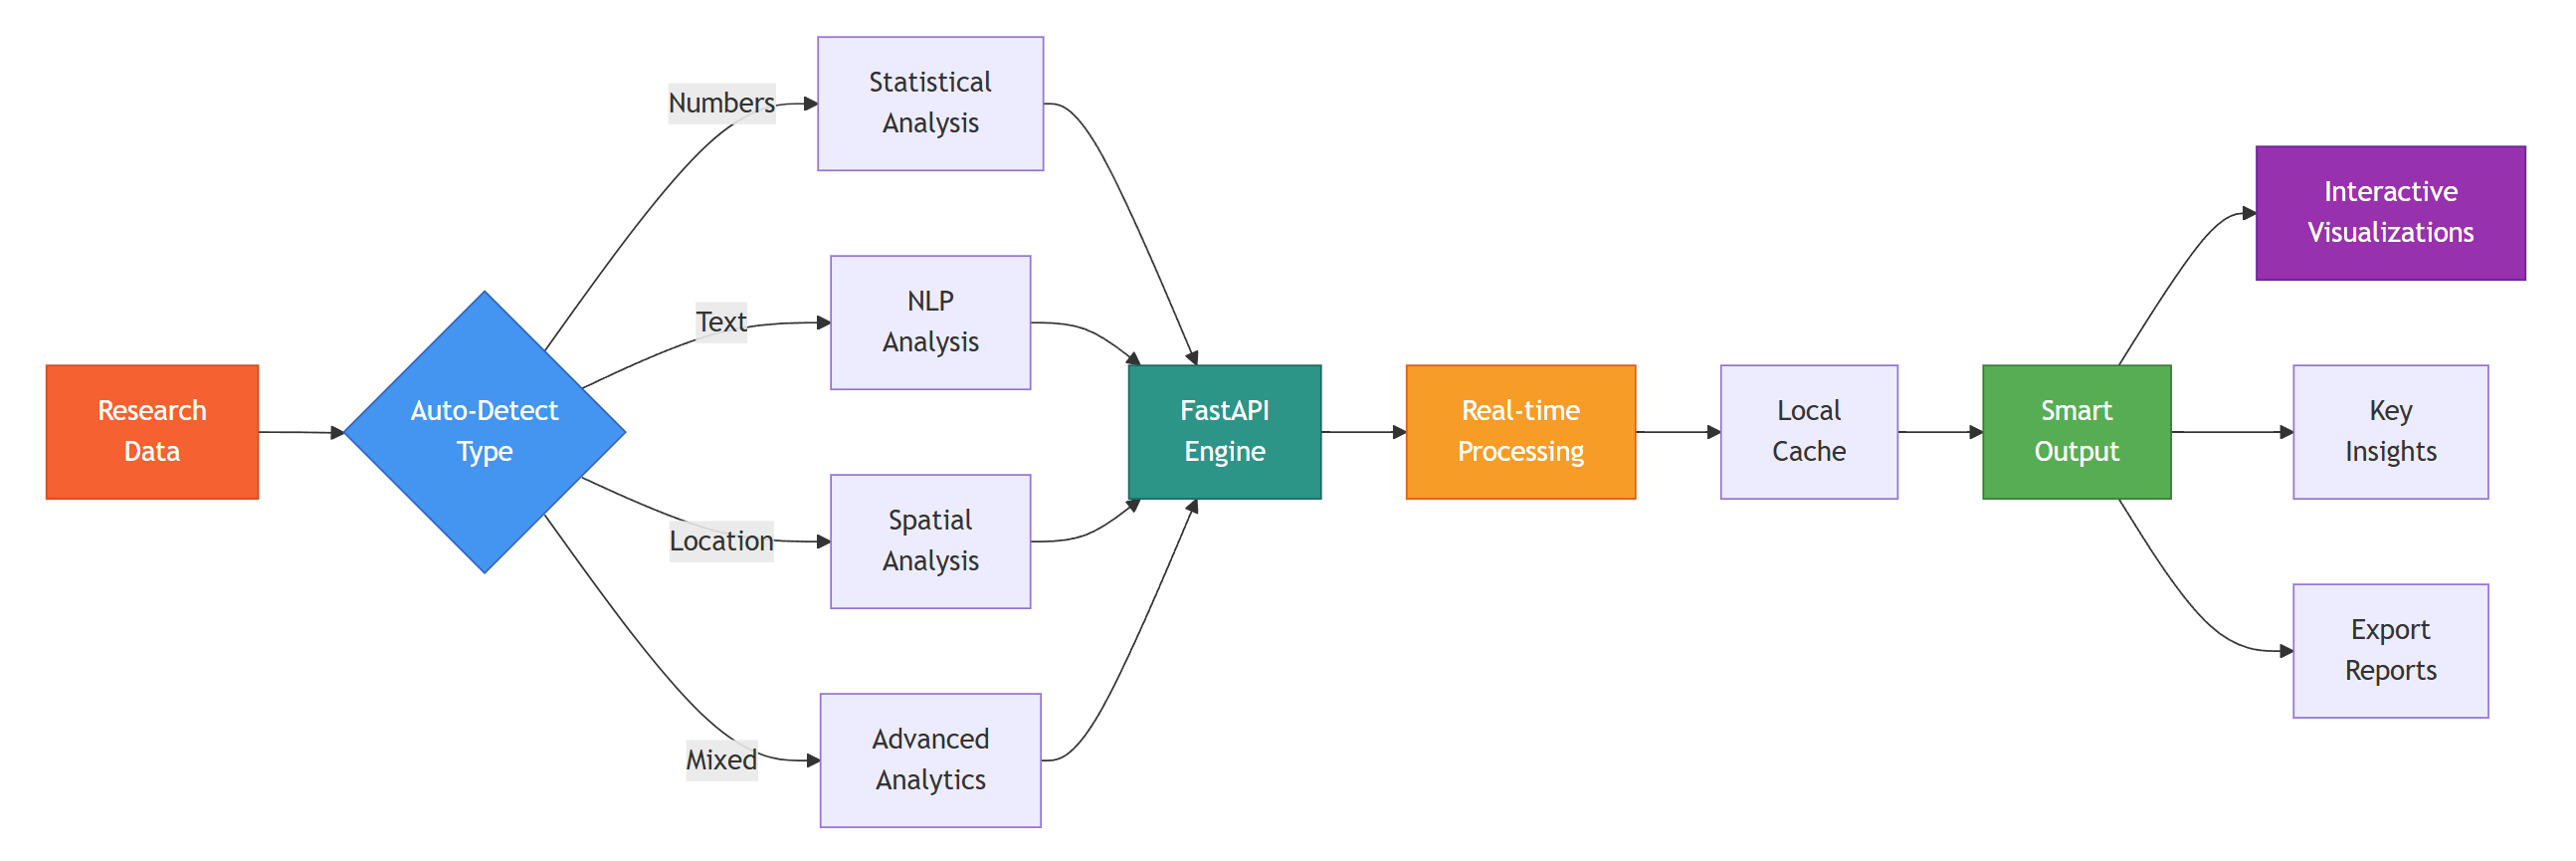 Research
Data
Auto-Detect
Type
Numbers
Text
Location
Mixed
Statistical
Analysis
NLP
Analysis
Spatial
Analysis
Advanced
Analytics
FastAPI
Engine
Real-time
Processing
Local
Cache
Smart
Output
Interactive
Visualizations
Key
Insights
Export
Reports